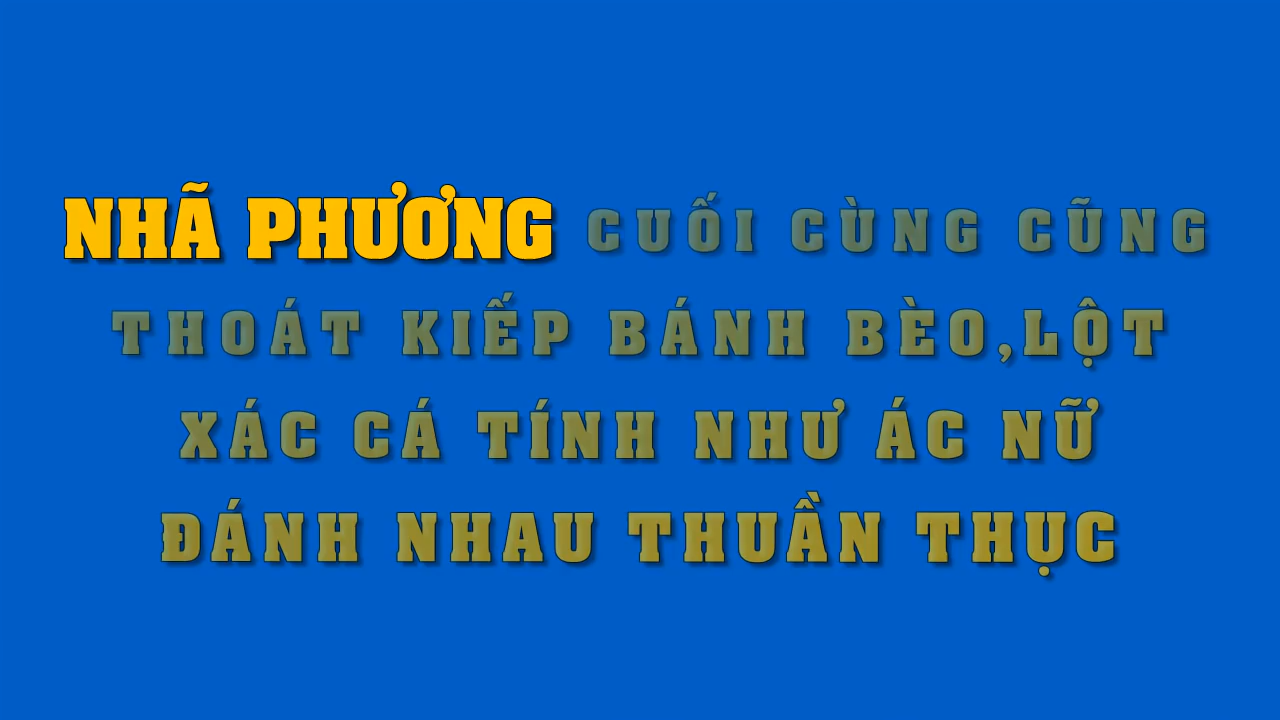 NHÃ PHƯƠNG CUỐI CÙNG CŨNG
THOÁT KIẾP BÁNH BÈO,LỘT
XÁC CÁ TÍNH NHƯ ÁC NỮ
ĐÁNH NHAU THUẦN THỤC